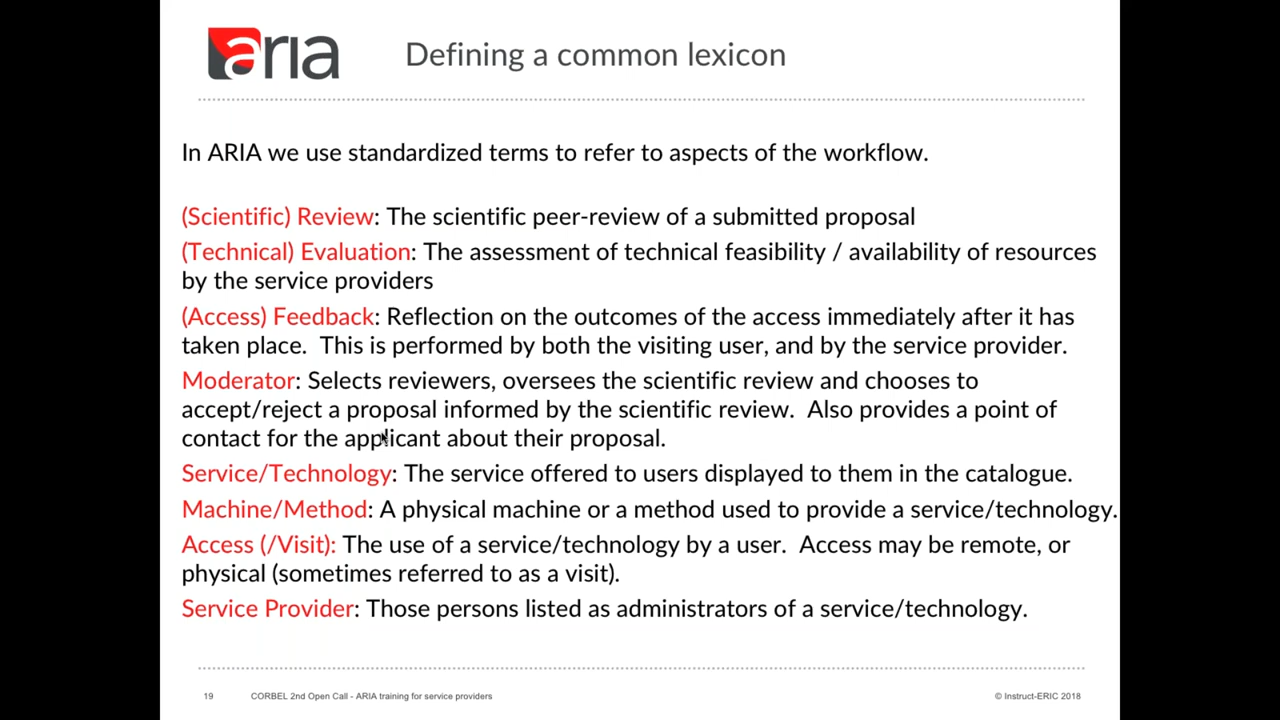 aria
Defining a common lexicon
In ARIA we use standardized terms to refer to aspects of the workflow.
(Scientific) Review: The scientific peer-review of a submitted proposal
(Technical) Evaluation: The assessment of technical feasibility / availability of resources
by the service providers
(Access) Feedback: Reflection on the outcomes of the access immediately after it has
taken place.  This is performed by both the visiting user, and by the service provider.
Moderator: Selects reviewers, oversees the scientific review and chooses to
accept/reject a proposal informed by the scientific review.  Also provides a point of
contact for the applicant about their proposal.
Service/Technology: The service offered to users displayed to them in the catalogue.
Machine/Method: A physical machine or a method used to provide a service/technology.
Access (/Visit): The use of a service/technology by a user.  Access may be remote, or
physical (sometimes referred to as a visit).
Service Provider: Those persons listed as administrators of a service/technology.
19 CORBEL 2nd Open Call - ARIA training for service providers © Instruct-ERIC 2018